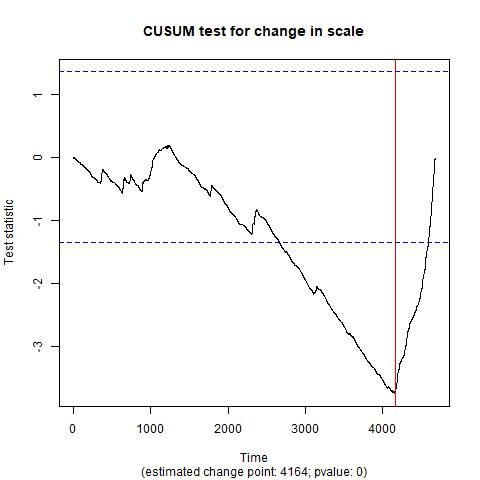 CUSUM test for change in scale
Test statistic
1
0
-1
-2
-3
0
1000
2000
3000
4000
Time
(estimated change point: 4164; pvalue: 0)